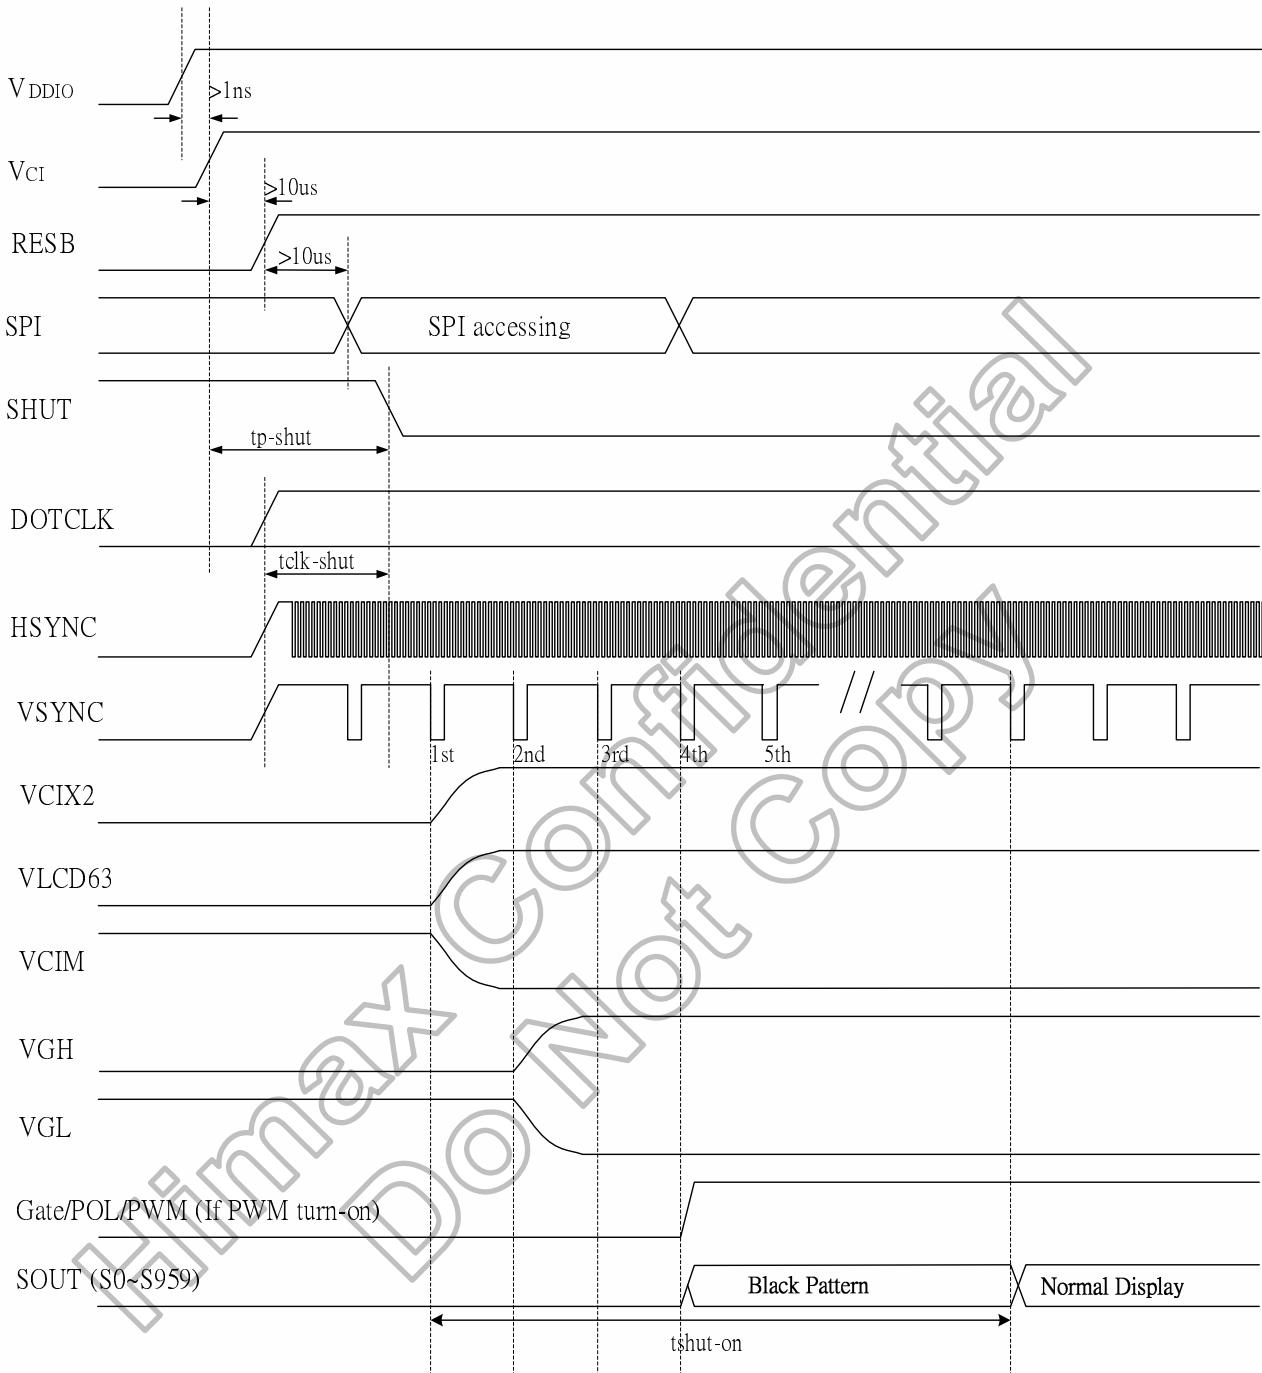 VDDIO
>1ns
VCI
>10us
RESB
>10us
SPI
SPI accessing
SHUT
tp-shut
DOTCLK
tclk-shut
HSYNC
VSYNC
1st 2nd 3rd 4th 5th
VCIX2
VLCD63
VCIM
VGH
VGL
Gate/POL/PWM (If PWM turn-on)
SOUT (S0~S959)
Black Pattern
Normal Display
tshut-on
Himax Confidential
Do Not Copy